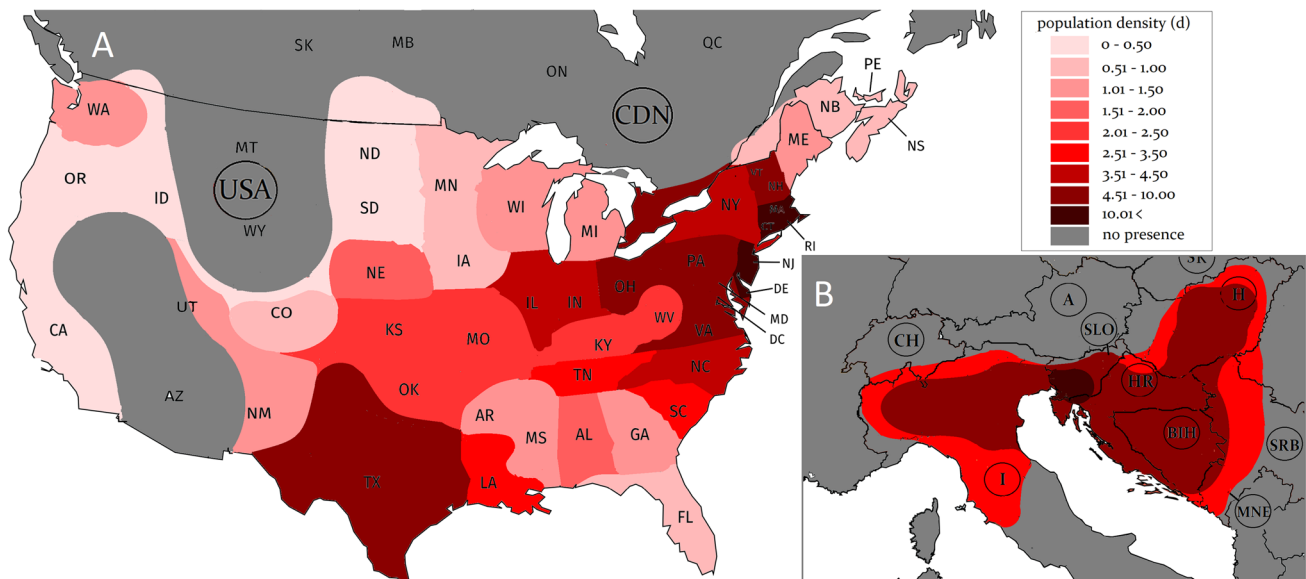 A
SK
MB
QC
ON
PE
CDN
NB
WA
ME
NS
MT
ND
OR
MN
VT
USA
ID
NH
SD
WI
NY
MA
WY
MI
CT
RI
IA
PA
NJ
NE
OH
DE
UT
IL
IN
CO
MD
CA
KS
WV
VA
DC
MO
KY
NC
TN
OK
AZ
NM
AR
SC
MS
AL
GA
TX
LA
FL
population density (d)
0 - 0.50
0.51 - 1.00
1.01 - 1.50
1.51 - 2.00
2.01 - 2.50
2.51 - 3.50
3.51 - 4.50
4.51 - 10.00
10.01 <
no presence
B
SK
H
A
SLO
CH
HR
BIH
SRB
I
MNE